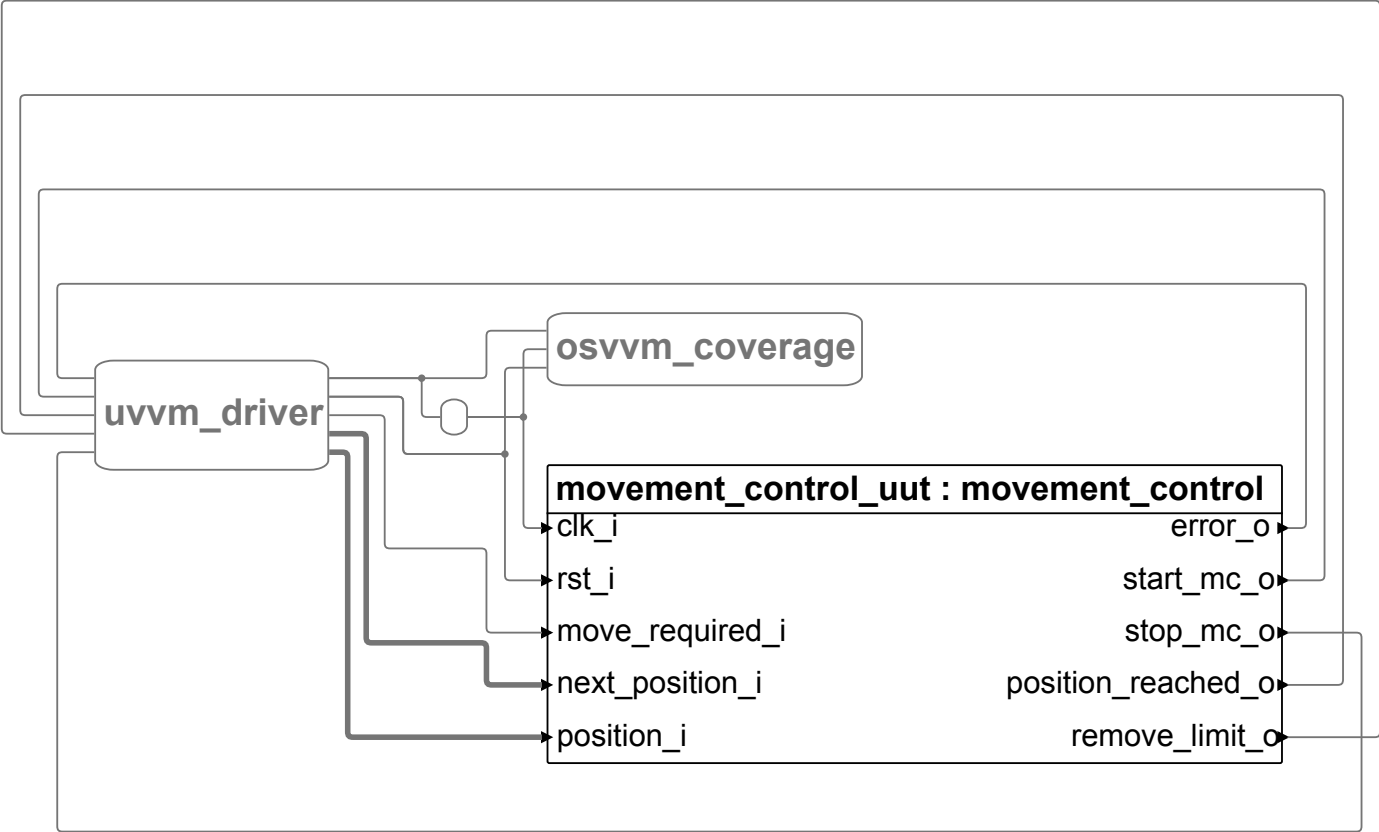 osvvm_coverage
uvvm_driver
movement_control_uut : movement_control
clk_i error_o
rst_i start_mc_o
move_required_i stop_mc_o
next_position_i position_reached_o
position_i remove_limit_o